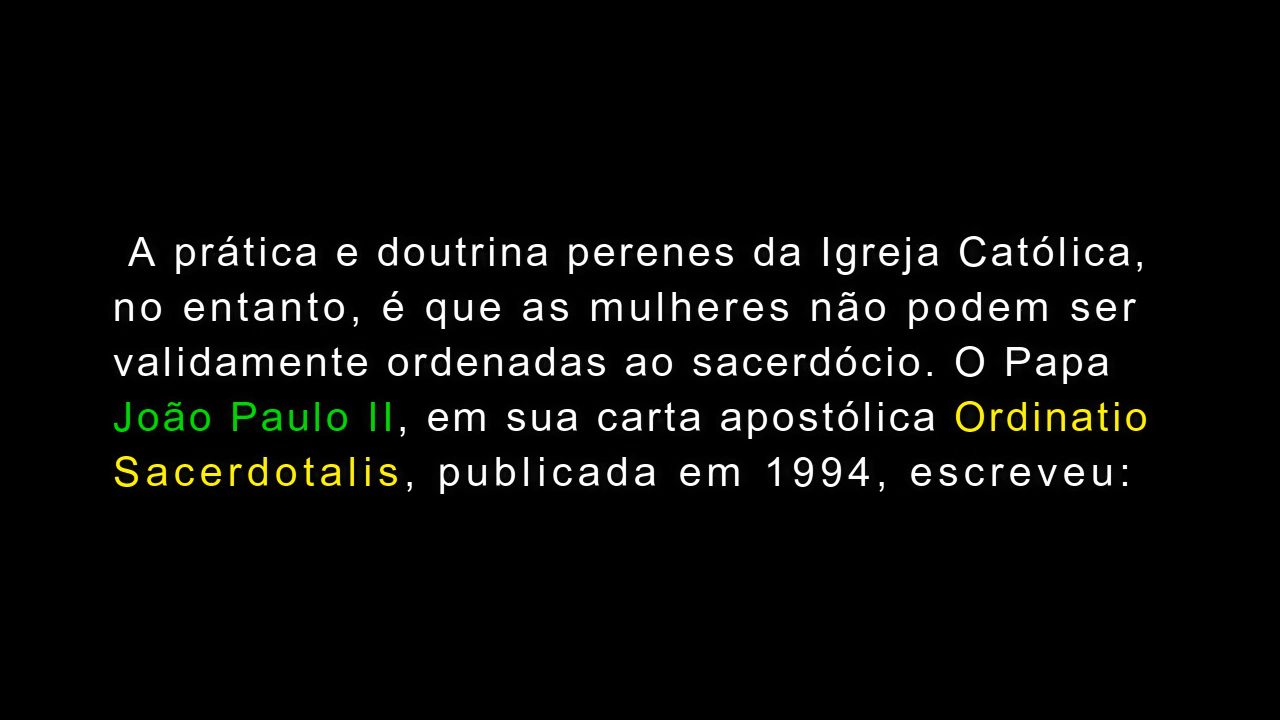 A prática e doutrina perenes da Igreja Católica,
no entanto, é que as mulheres não podem ser
validamente ordenadas ao sacerdócio. O Papa
João Paulo II, em sua carta apostólica Ordinatio
Sacerdotalis, publicada em 1994, escreveu: